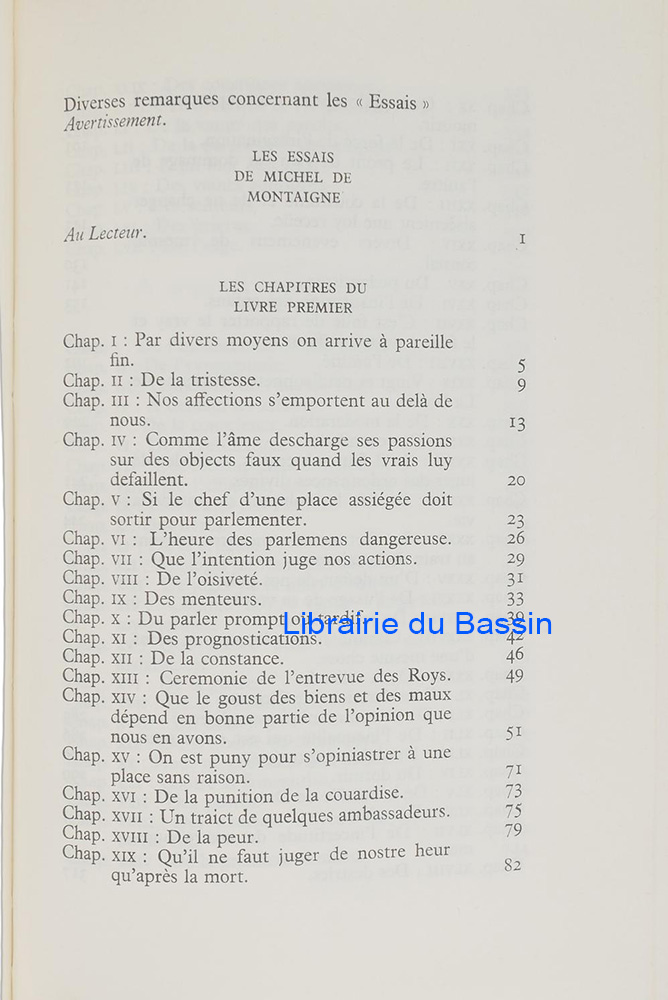 Diverses remarques concernant les « Essais »
Avertissement.
LES ESSAIS
DE MICHEL DE
MONTAIGNE
Au Lecteur. 1
LES CHAPITRES DU
LIVRE PREMIER
Chap. I : Par divers moyens on arrive à pareille
fin. 5
Chap. II : De la tristesse. 9
Chap. III : Nos affections s'emportent au delà de
nous. 13
Chap. IV : Comme l'âme descharge ses passions
sur des objects faux quand les vrais luy
defaillent. 20
Chap. V : Si le chef d'une place assiégée doit
sortir pour parlementer. 23
Chap. VI : L'heure des parlemens dangereuse. 26
Chap. VII : Que l'intention juge nos actions. 29
Chap. VIII : De l'oisiveté. 31
Chap. IX : Des menteurs. 33
Chap. X : Du parler prompt ou tardif. 39
Librairie du Bassin
Chap. XI : Des prognostications. 42
Chap. XII : De la constance. 46
Chap. XIII : Ceremonie de l'entrevue des Roys. 49
Chap. XIV : Que le goust des biens et des maux
dépend en bonne partie de l'opinion que
nous en avons. 51
Chap. XV : On est puny pour s'opiniastrer à une
place sans raison. 71
Chap. XVI : De la punition de la couardise. 73
Chap. XVII : Un traict de quelques ambassadeurs. 75
Chap. XVIII : De la peur. 79
Chap. XIX : Qu'il ne faut juger de nostre heur
qu'après la mort. 82